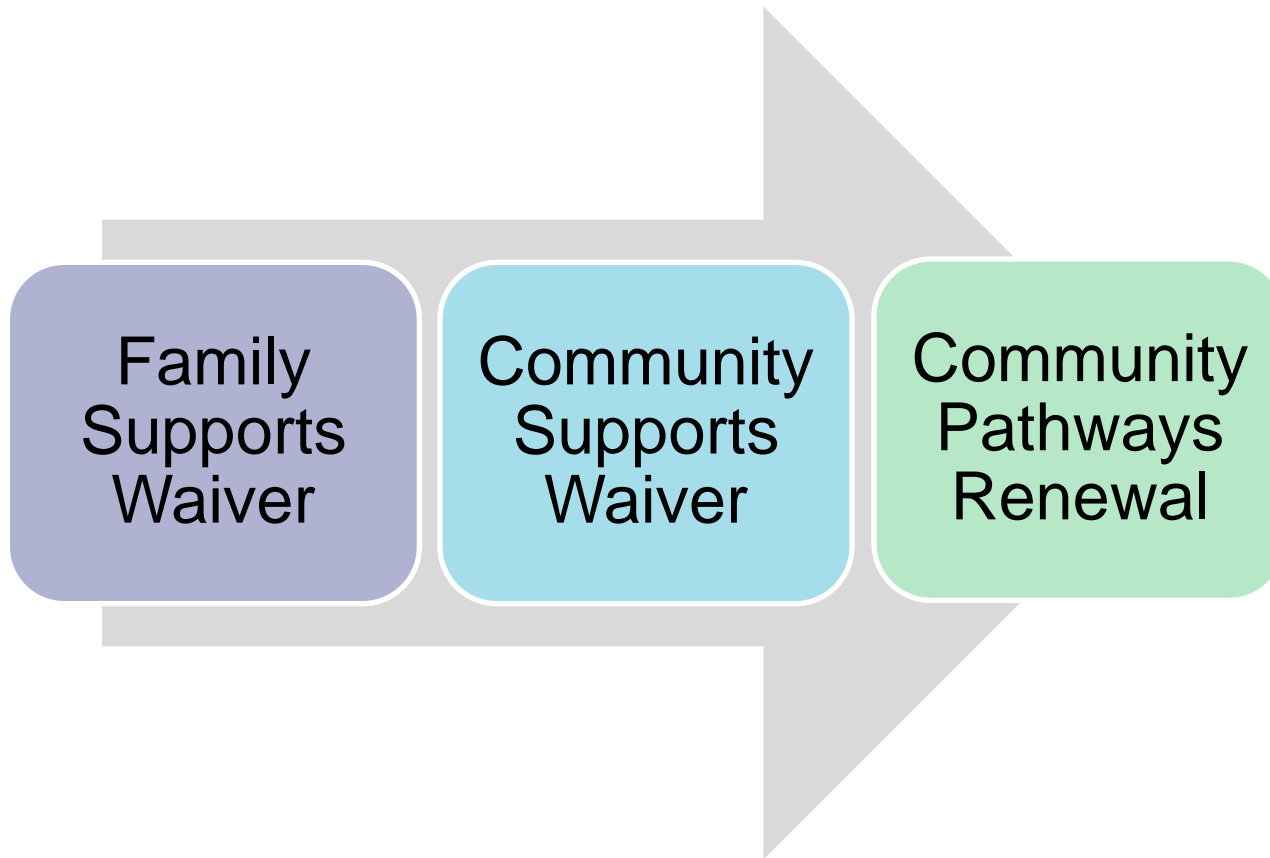 Family
Supports
Waiver
Community
Supports
Waiver
Community
Pathways
Renewal